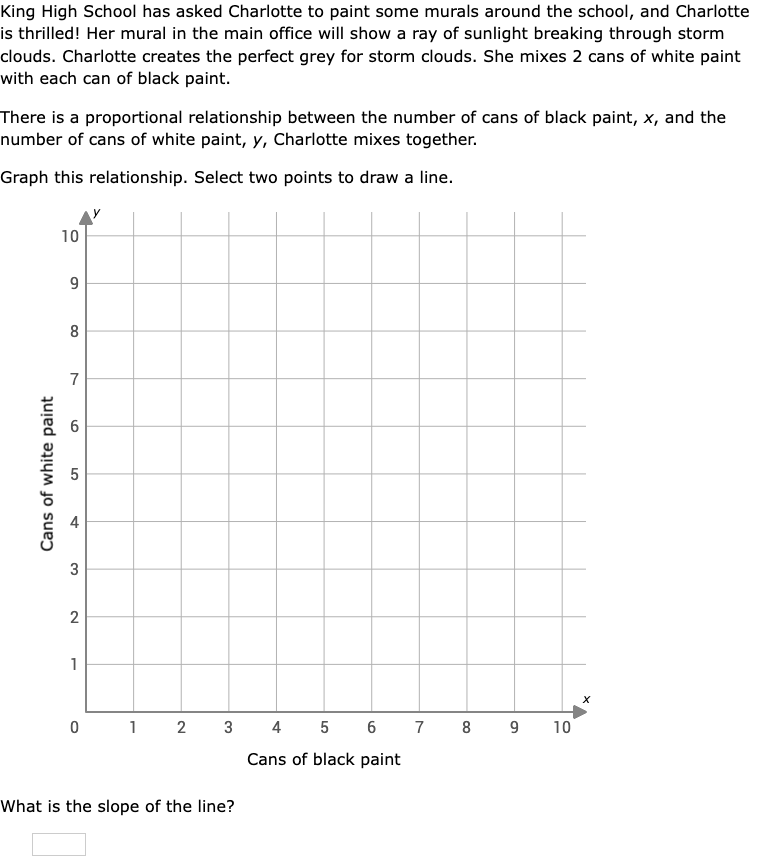 King High School has asked Charlotte to paint some murals around the school, and Charlotte
is thrilled! Her mural in the main office will show a ray of sunlight breaking through storm
clouds. Charlotte creates the perfect grey for storm clouds. She mixes 2 cans of white paint
with each can of black paint.
There is a proportional relationship between the number of cans of black paint, x, and the
number of cans of white paint, y, Charlotte mixes together.
Graph this relationship. Select two points to draw a line.
y
10
9
8
7
6
5
4
3
2
1
Cans of white paint
x
0 1 2 3 4 5 6 7 8 9 10
Cans of black paint
What is the slope of the line?